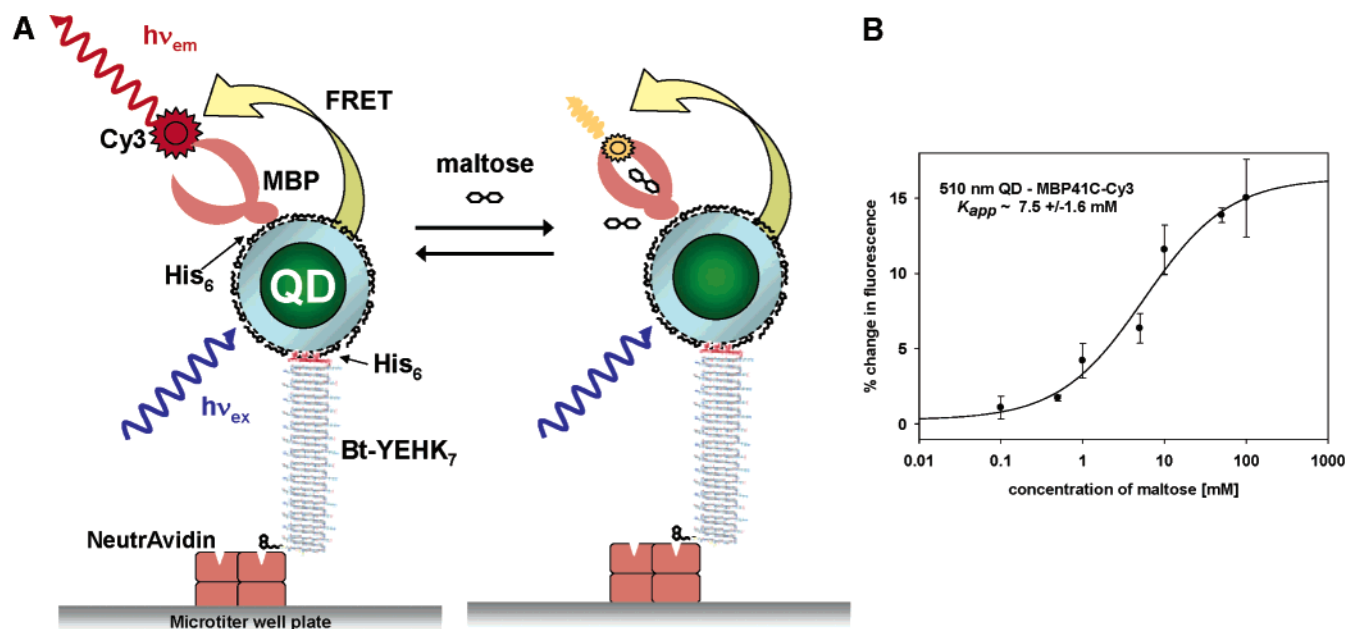 A
hνem
FRET
Cy3
MBP
maltose
His6
QD
His6
hνex
Bt-YEHK7
NeutrAvidin
Microtiter well plate
B
510 nm QD - MBP41C-Cy3
Kapp ~ 7.5 +/-1.6 mM
% change in fluorescence
15
10
5
0
0.01 0.1 1 10 100 1000
concentration of maltose [mM]